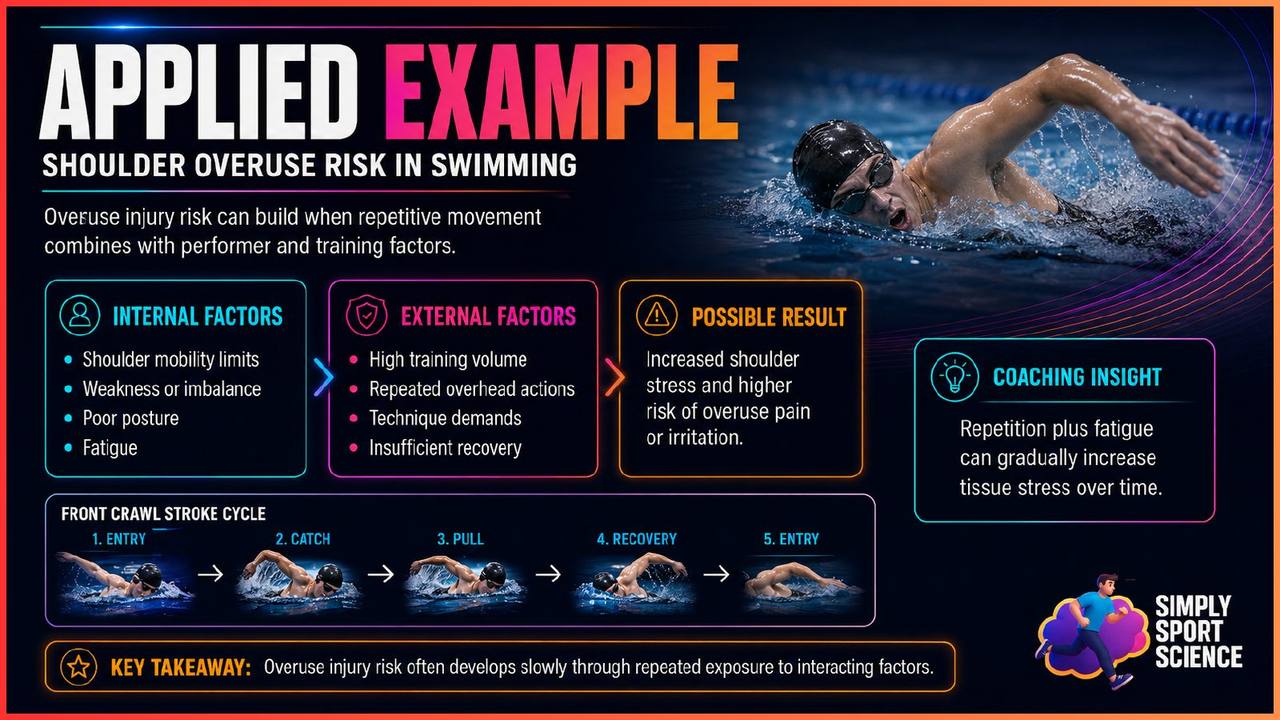 APPLIED EXAMPLE
SHOULDER OVERUSE RISK IN SWIMMING
Overuse injury risk can build when repetitive movement
combines with performer and training factors.
INTERNAL FACTORS
Shoulder mobility limits
Weakness or imbalance
Poor posture
Fatigue
EXTERNAL FACTORS
High training volume
Repeated overhead actions
Technique demands
Insufficient recovery
POSSIBLE RESULT
Increased shoulder
stress and higher
risk of overuse pain
or irritation.
COACHING INSIGHT
Repetition plus fatigue
can gradually increase
tissue stress over time.
FRONT CRAWL STROKE CYCLE
1. ENTRY
2. CATCH
3. PULL
4. RECOVERY
5. ENTRY
KEY TAKEAWAY: Overuse injury risk often develops slowly through repeated exposure to interacting factors.
SIMPLY
SPORT
SCIENCE